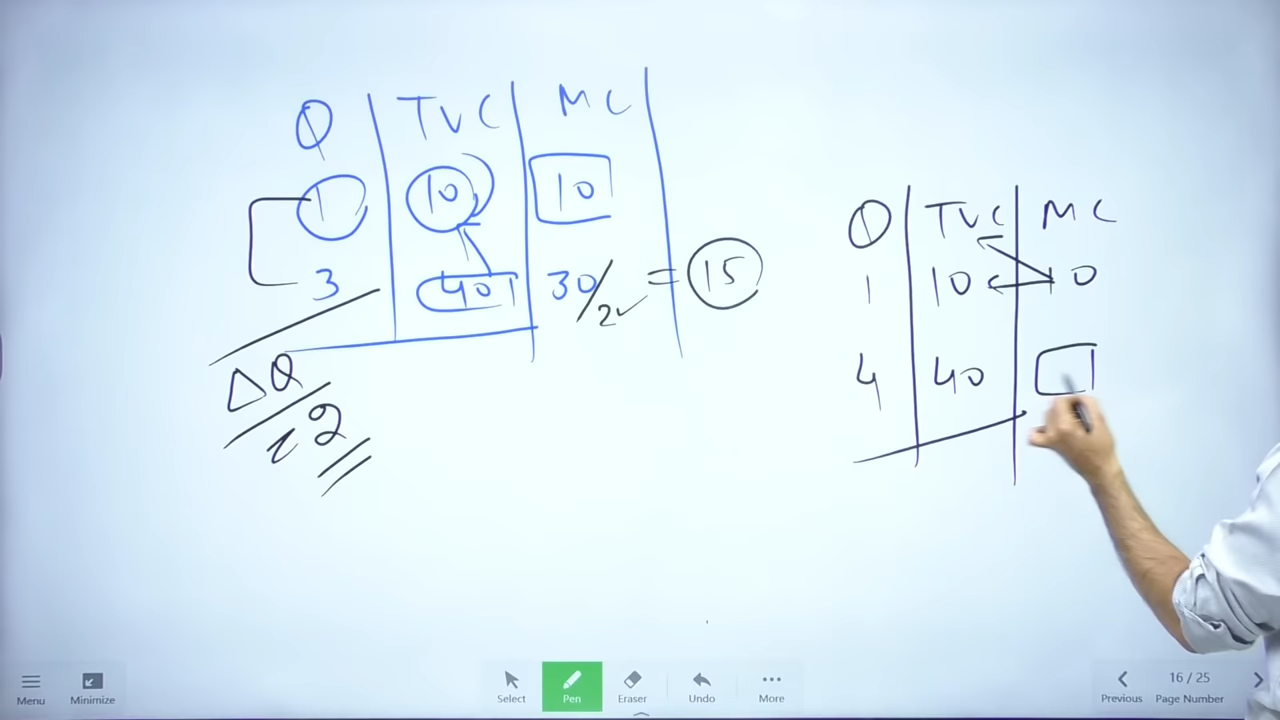 Q TVC MC
1 10 10
3 40 30/2 = 15
ΔQ
2
Q TVC MC
1 10 10
4 40
Menu
Minimize
Select
Pen
Eraser
Undo
More
Previous
16 / 25
Page Number